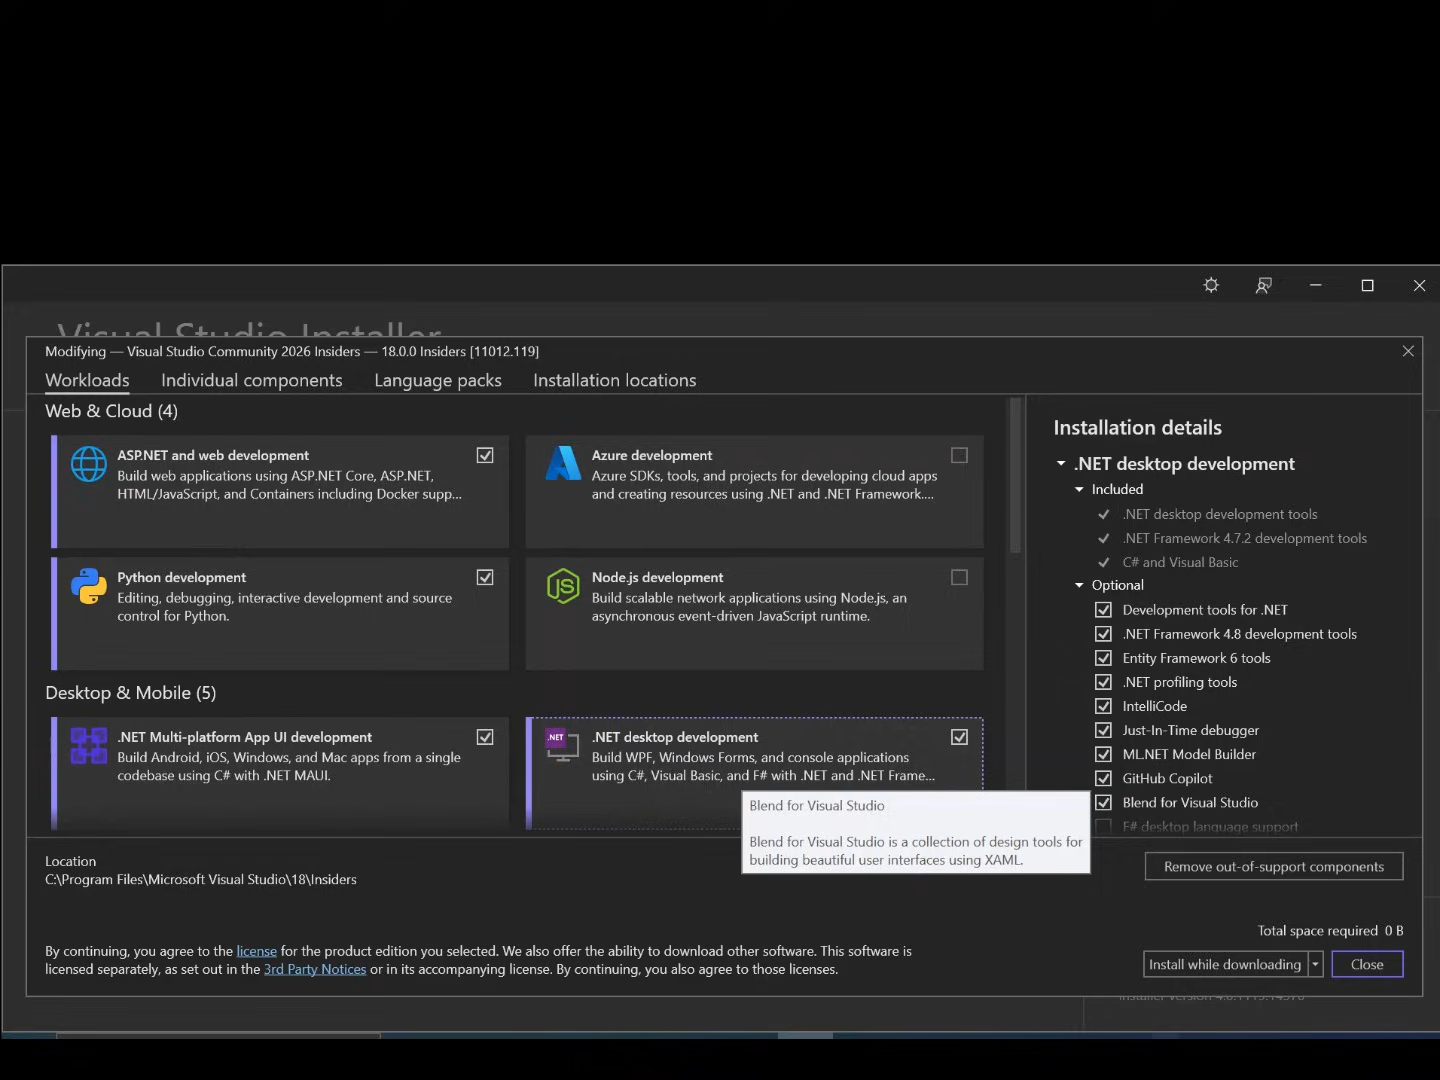 Visual Studio Installer
Modifying — Visual Studio Community 2026 Insiders — 18.0.0 Insiders [11012.119]
Workloads
Individual components
Language packs
Installation locations
Web & Cloud (4)
ASP.NET and web development
Build web applications using ASP.NET Core, ASP.NET,
HTML/JavaScript, and Containers including Docker supp...
Azure development
Azure SDKs, tools, and projects for developing cloud apps
and creating resources using .NET and .NET Framework....
Python development
Editing, debugging, interactive development and source
control for Python.
Node.js development
Build scalable network applications using Node.js, an
asynchronous event-driven JavaScript runtime.
Desktop & Mobile (5)
.NET Multi-platform App UI development
Build Android, iOS, Windows, and Mac apps from a single
codebase using C# with .NET MAUI.
.NET
.NET desktop development
Build WPF, Windows Forms, and console applications
using C#, Visual Basic, and F# with .NET and .NET Frame...
Blend for Visual Studio
Blend for Visual Studio is a collection of design tools for
building beautiful user interfaces using XAML.
Installation details
.NET desktop development
Included
.NET desktop development tools
.NET Framework 4.7.2 development tools
C# and Visual Basic
Optional
Development tools for .NET
.NET Framework 4.8 development tools
Entity Framework 6 tools
.NET profiling tools
IntelliCode
Just-In-Time debugger
ML.NET Model Builder
GitHub Copilot
Blend for Visual Studio
F# desktop language support
Location
C:\Program Files\Microsoft Visual Studio\18\Insiders
Remove out-of-support components
Total space required 0 B
By continuing, you agree to the license for the product edition you selected. We also offer the ability to download other software. This software is
licensed separately, as set out in the 3rd Party Notices or in its accompanying license. By continuing, you also agree to those licenses.
Install while downloading
Close